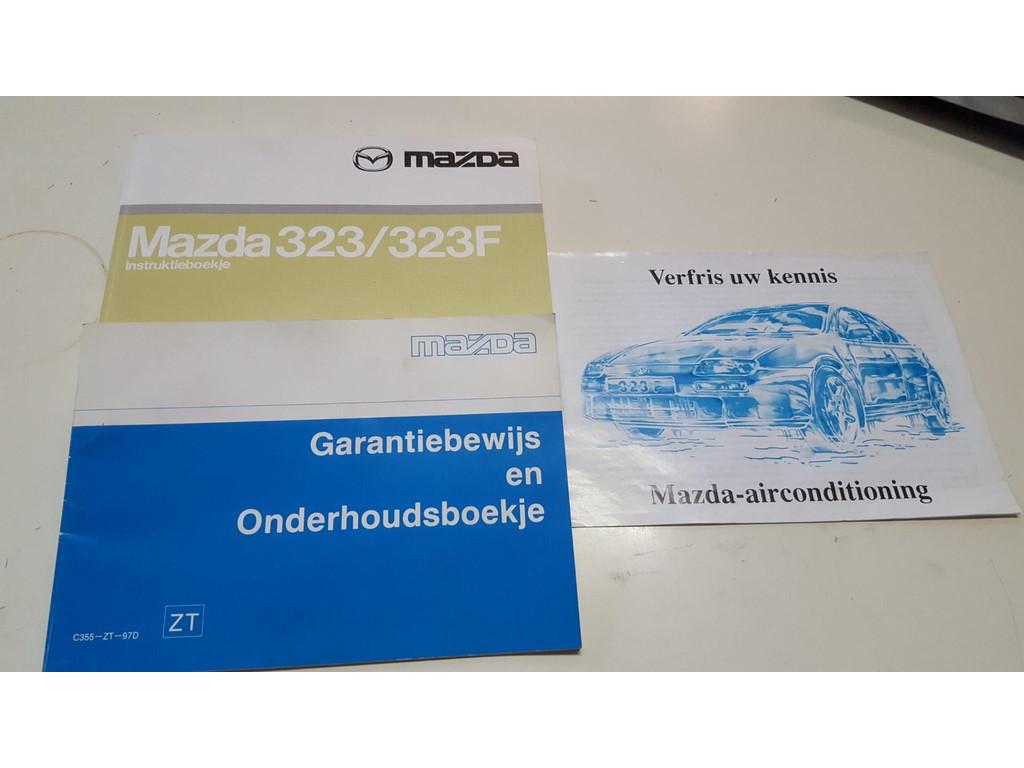 mazda
Mazda 323/323F
Instruktieboekje
mazda
Garantiebewijs
en
Onderhoudsboekje
C355-ZT-97D
ZT
Verfris uw kennis
323
Mazda-airconditioning